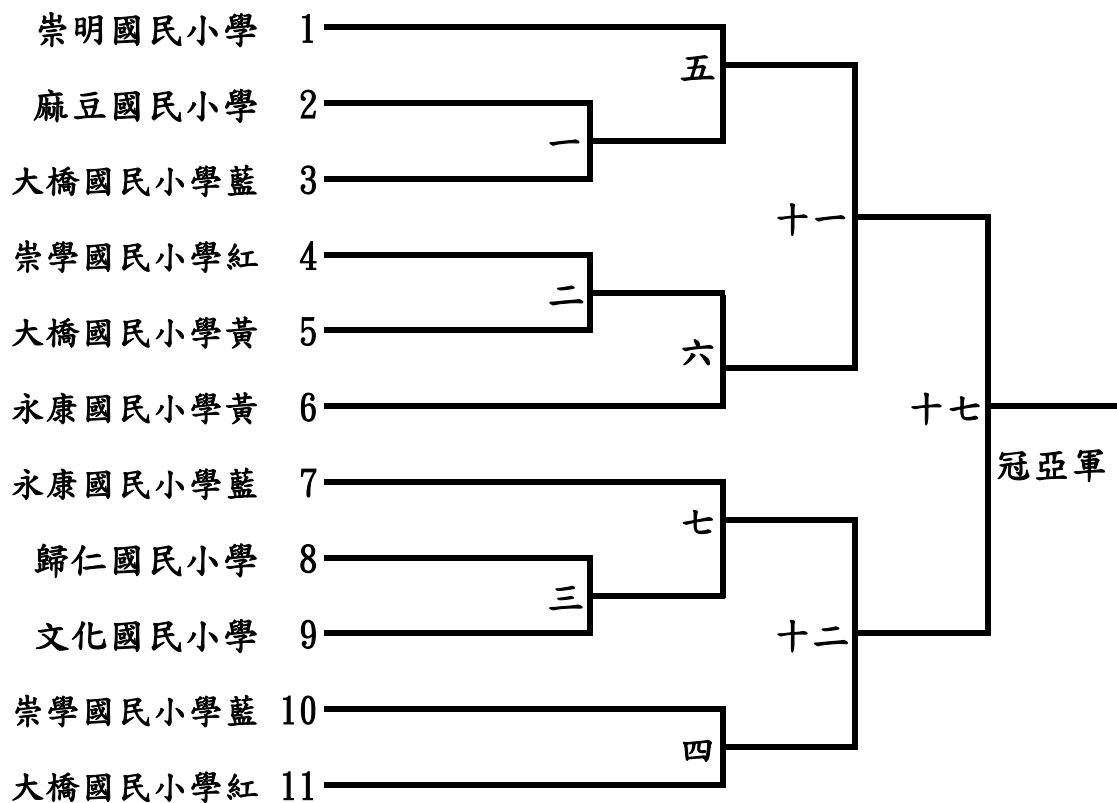 崇明國民小學 1
五
麻豆國民小學 2
一
大橋國民小學藍 3
十一
崇學國民小學紅 4
二
大橋國民小學黃 5
六
永康國民小學黃 6
十七
冠亞軍
永康國民小學藍 7
七
歸仁國民小學 8
三
文化國民小學 9
十二
崇學國民小學藍 10
四
大橋國民小學紅 11